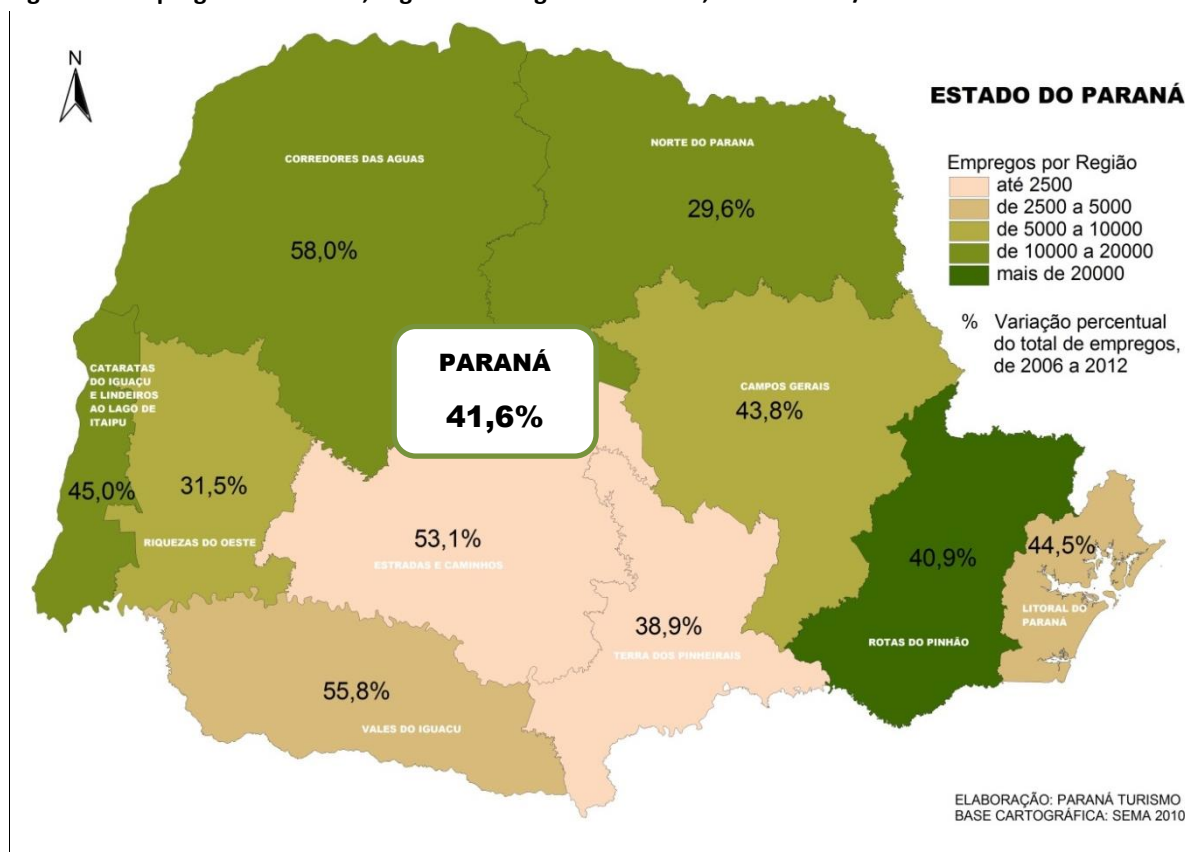 N
ESTADO DO PARANÁ
Empregos por Região
até 2500
de 2500 a 5000
de 5000 a 10000
de 10000 a 20000
mais de 20000
% Variação percentual
do total de empregos,
de 2006 a 2012
CORREDORES DAS AGUAS
58,0%
NORTE DO PARANA
29,6%
CATARATAS
DO IGUAÇU
E LINDEIROS
AO LAGO DE
ITAIPU
45,0%
31,5%
RIQUEZAS DO OESTE
PARANÁ
41,6%
CAMPOS GERAIS
43,8%
53,1%
ESTRADAS E CAMINHOS
38,9%
TERRA DOS PINHEIRAIS
40,9%
ROTAS DO PINHÃO
44,5%
LITORAL DO
PARANÁ
55,8%
VALES DO IGUACU
ELABORAÇÃO: PARANÁ TURISMO
BASE CARTOGRÁFICA: SEMA 2010